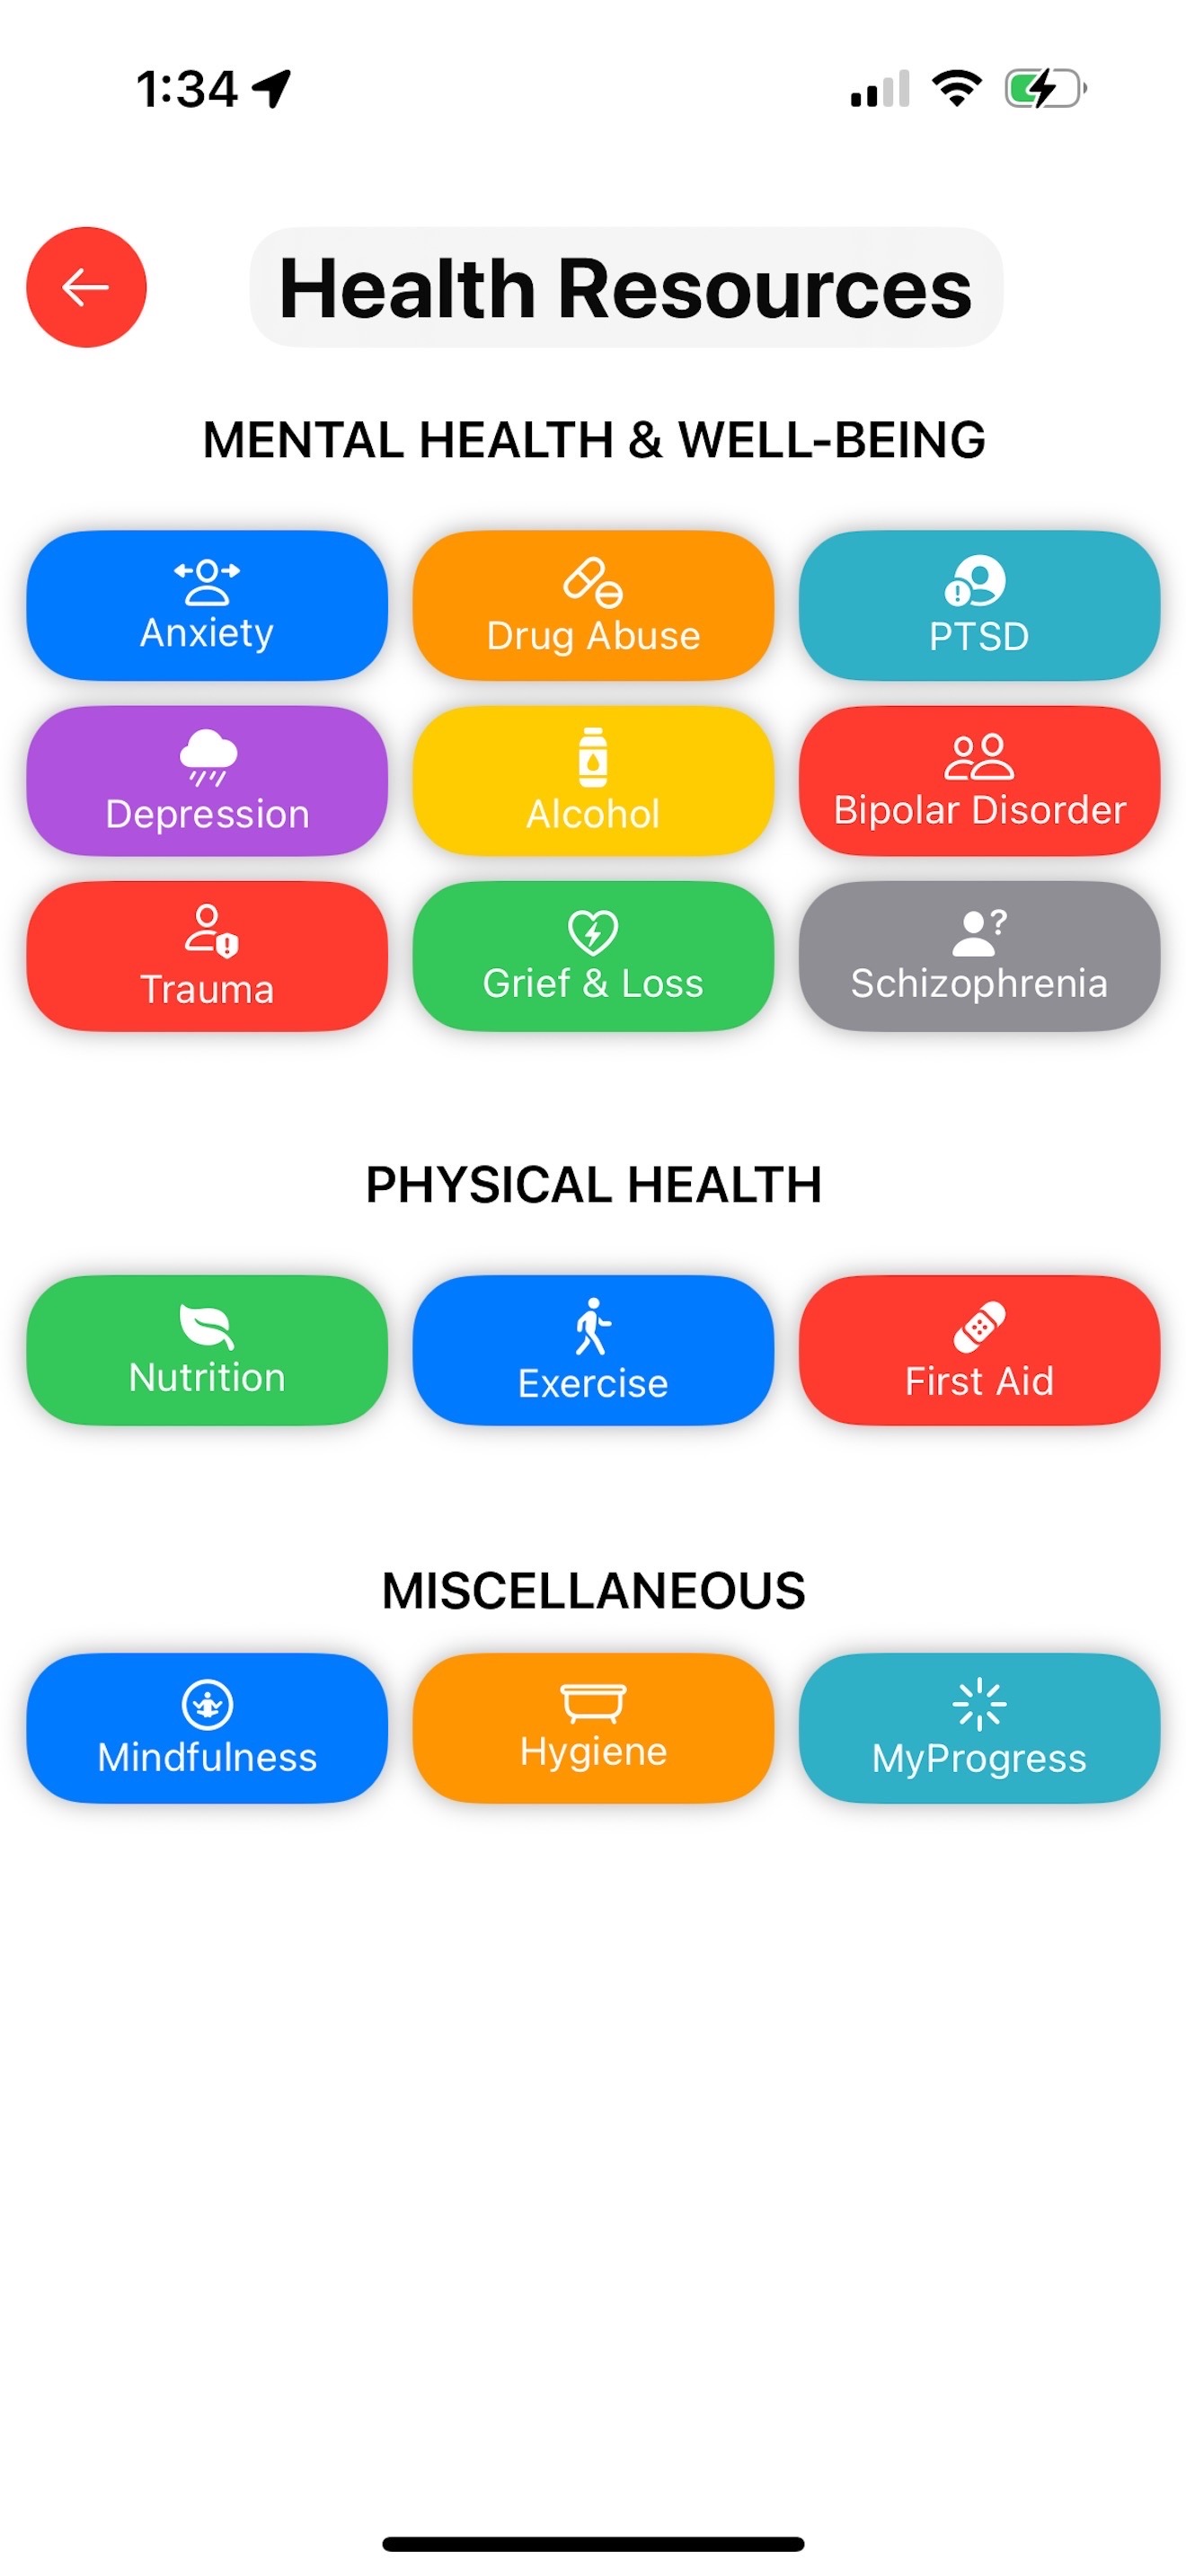 1:34
Health Resources
MENTAL HEALTH & WELL-BEING
Anxiety
Drug Abuse
PTSD
Depression
Alcohol
Bipolar Disorder
Trauma
Grief & Loss
Schizophrenia
PHYSICAL HEALTH
Nutrition
Exercise
First Aid
MISCELLANEOUS
Mindfulness
Hygiene
MyProgress